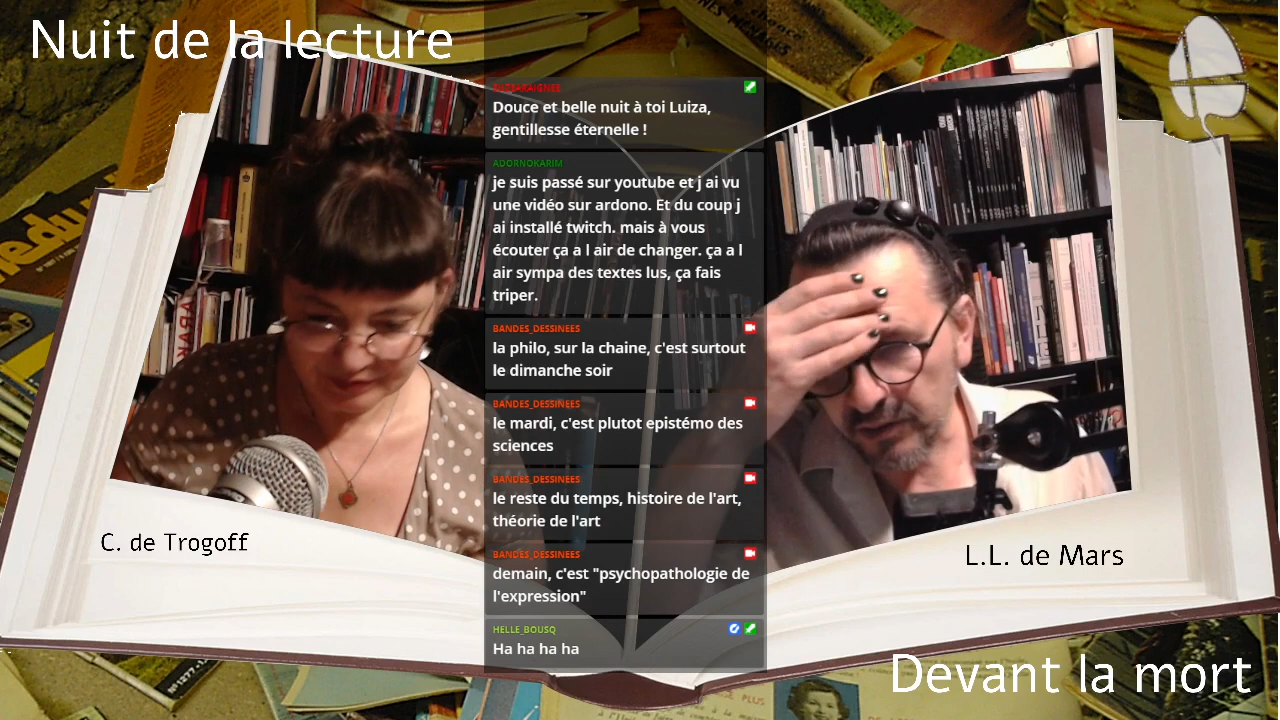 Nuit de la lecture
Douce et belle nuit à toi Luiza,
gentillesse éternelle !
ADORNOKARIM
je suis passé sur youtube et j ai vu
une vidéo sur ardono. Et du coup j
ai installé twitch. mais à vous
écouter ça a l air de changer. ça a l
air sympa des textes lus, ça fais
triper.
BANDES_DESSINEES
la philo, sur la chaine, c'est surtout
le dimanche soir
BANDES_DESSINEES
le mardi, c'est plutot epistémo des
sciences
BANDES_DESSINEES
le reste du temps, histoire de l'art,
théorie de l'art
BANDES_DESSINEES
demain, c'est "psychopathologie de
l'expression"
HELLE_BOUSQ
Ha ha ha ha
C. de Trogoff
L.L. de Mars
Devant la mort